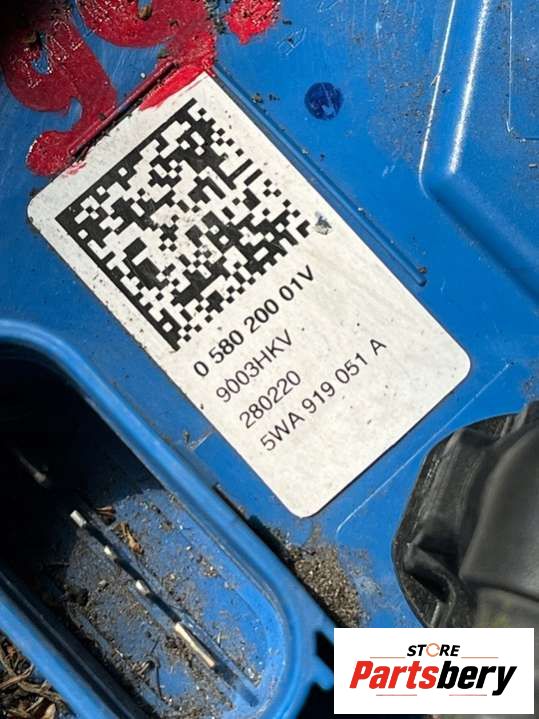 0 580 200 01V
9003HKV
280220
5WA 919 051 A
STORE
Partsbery